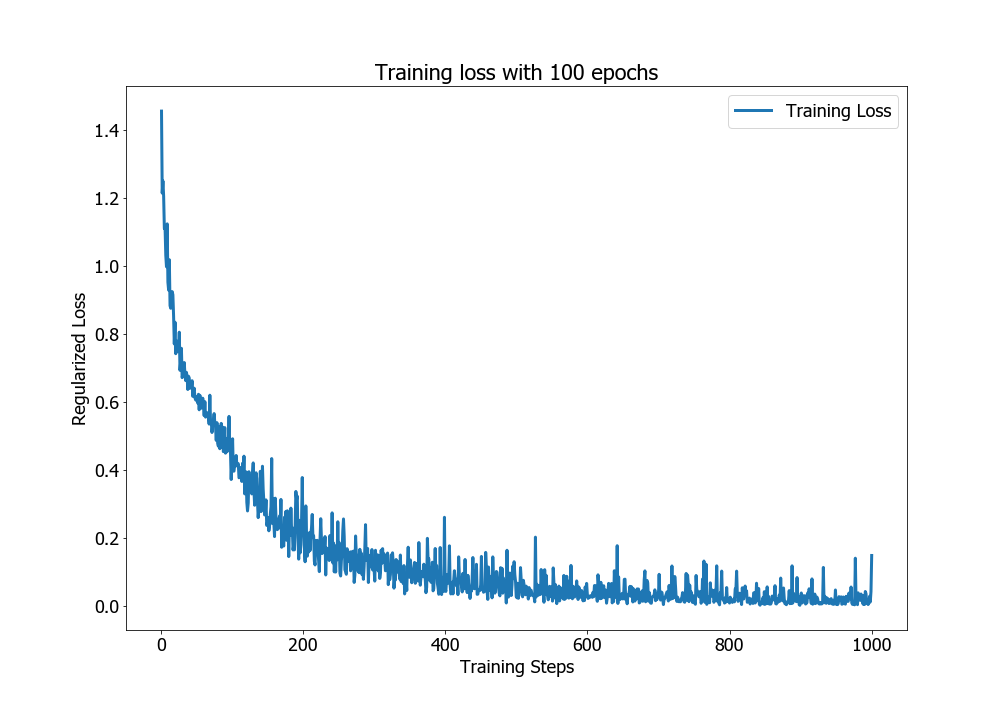 Training loss with 100 epochs
Training Loss
1.4
1.2
1.0
0.8
0.6
0.4
0.2
0.0
Regularized Loss
0 200 400 600 800 1000
Training Steps